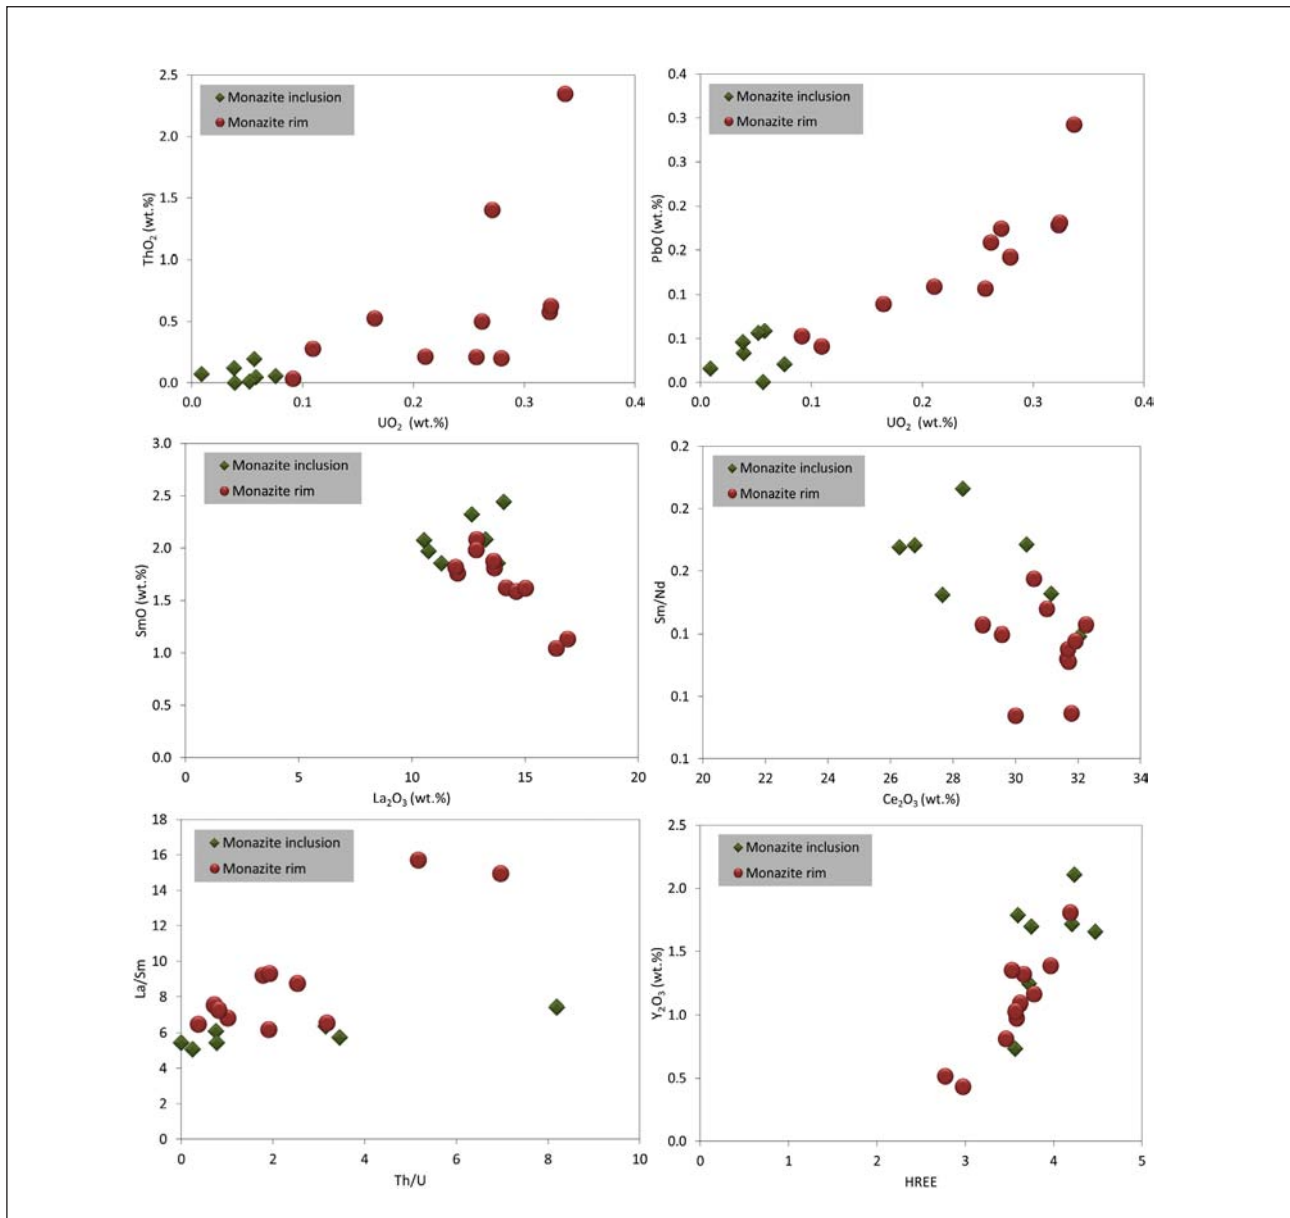 2.5
Monazite inclusion
Monazite rim
2.0
1.5
1.0
0.5
0.0
ThO2 (wt.%)
0.0 0.1 0.2 0.3 0.4
UO2 (wt.%)
0.4
Monazite inclusion
0.3
Monazite rim
0.3
0.2
0.2
0.1
0.1
0.0
PbO (wt.%)
0.0 0.1 0.2 0.3 0.4
UO2 (wt.%)
3.0
Monazite inclusion
Monazite rim
2.5
2.0
1.5
1.0
0.5
0.0
SmO (wt.%)
0 5 10 15 20
La2O3 (wt.%)
0.2
Monazite inclusion
Monazite rim
0.2
0.2
0.1
0.1
0.1
Sm/Nd
20 22 24 26 28 30 32 34
Ce2O3 (wt.%)
18
Monazite inclusion
16
Monazite rim
14
12
10
8
6
4
2
0
La/Sm
0 2 4 6 8 10
Th/U
2.5
Monazite inclusion
Monazite rim
2.0
1.5
1.0
0.5
0.0
Y2O3 (wt.%)
0 1 2 3 4 5
HREE